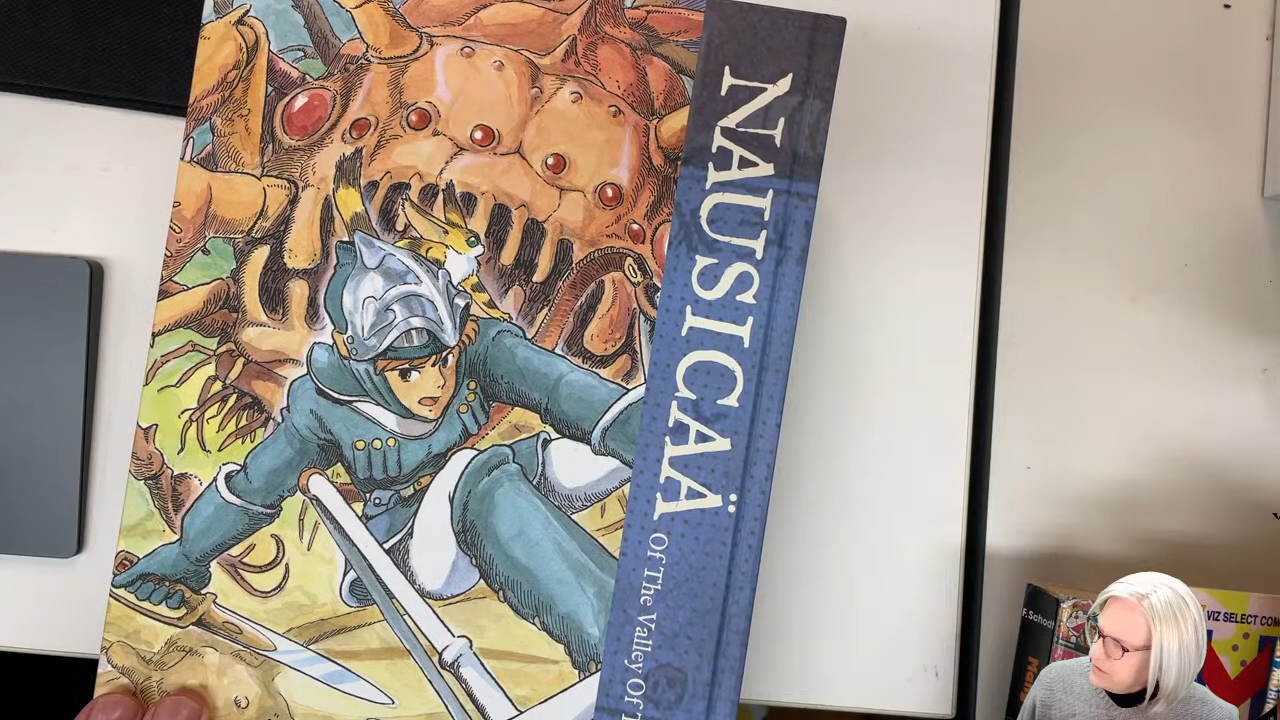 NAUSICAÄ
Of The Valley Of
F. Schodt
VIZ SELECT COM